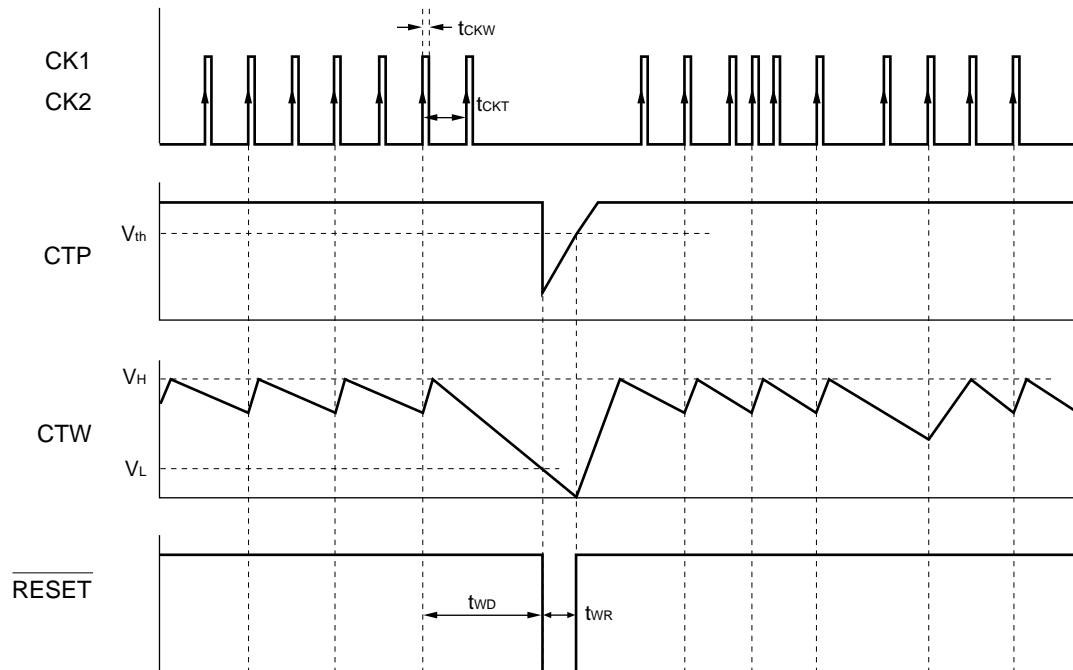 tCKW
CK1
CK2
tCKT
Vth
CTP
VH
CTW
VL
RESET
tWD
tWR